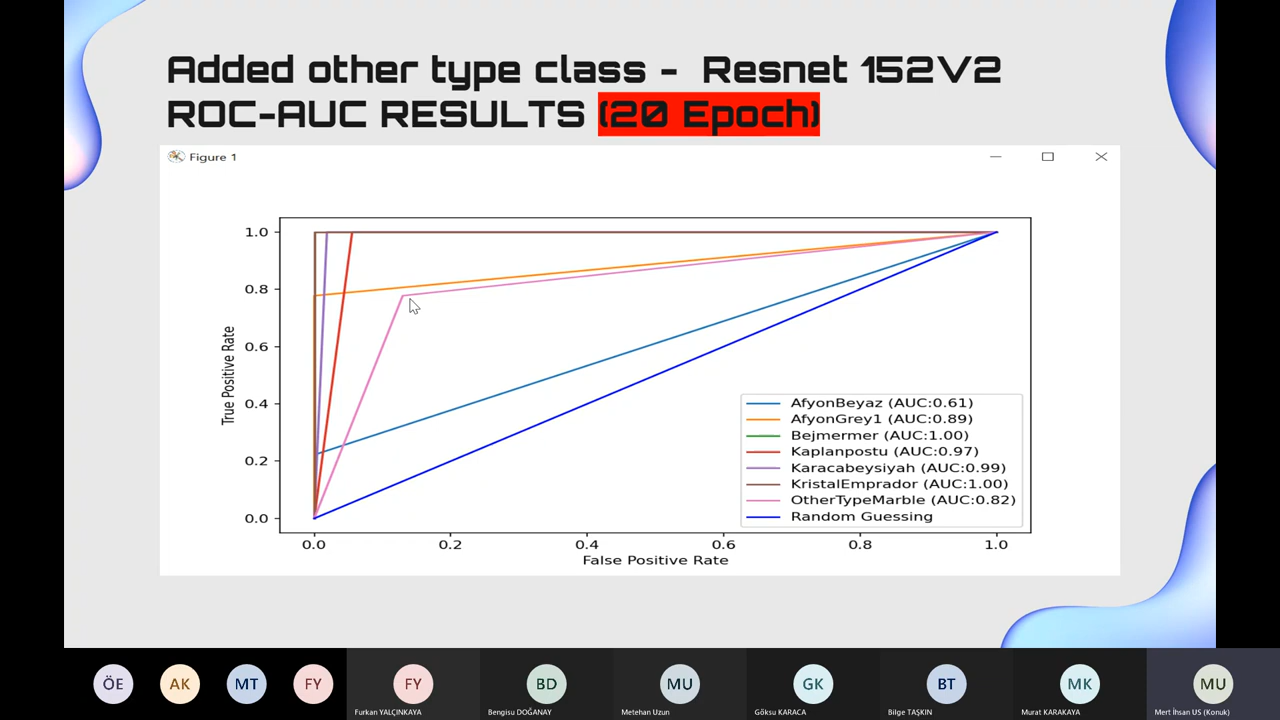 Added other type class - Resnet 152V2
ROC-AUC RESULTS (20 Epoch)
Figure 1
1.0
0.8
0.6
0.4
0.2
0.0
True Positive Rate
AfyonBeyaz (AUC:0.61)
AfyonGrey1 (AUC:0.89)
Bejmermer (AUC:1.00)
Kaplanpostu (AUC:0.97)
Karacabeysiyah (AUC:0.99)
KristalEmprador (AUC:1.00)
OtherTypeMarble (AUC:0.82)
Random Guessing
0.0 0.2 0.4 0.6 0.8 1.0
False Positive Rate
ÖE AK MT FY FY BD MU GK BT MK MU
Furkan YALÇINKAYA Bengisu DOĞANAY Metehan Uzun Göksu KARACA Bilge TAŞKIN Murat KARAKAYA Mert İhsan US (Konuk)